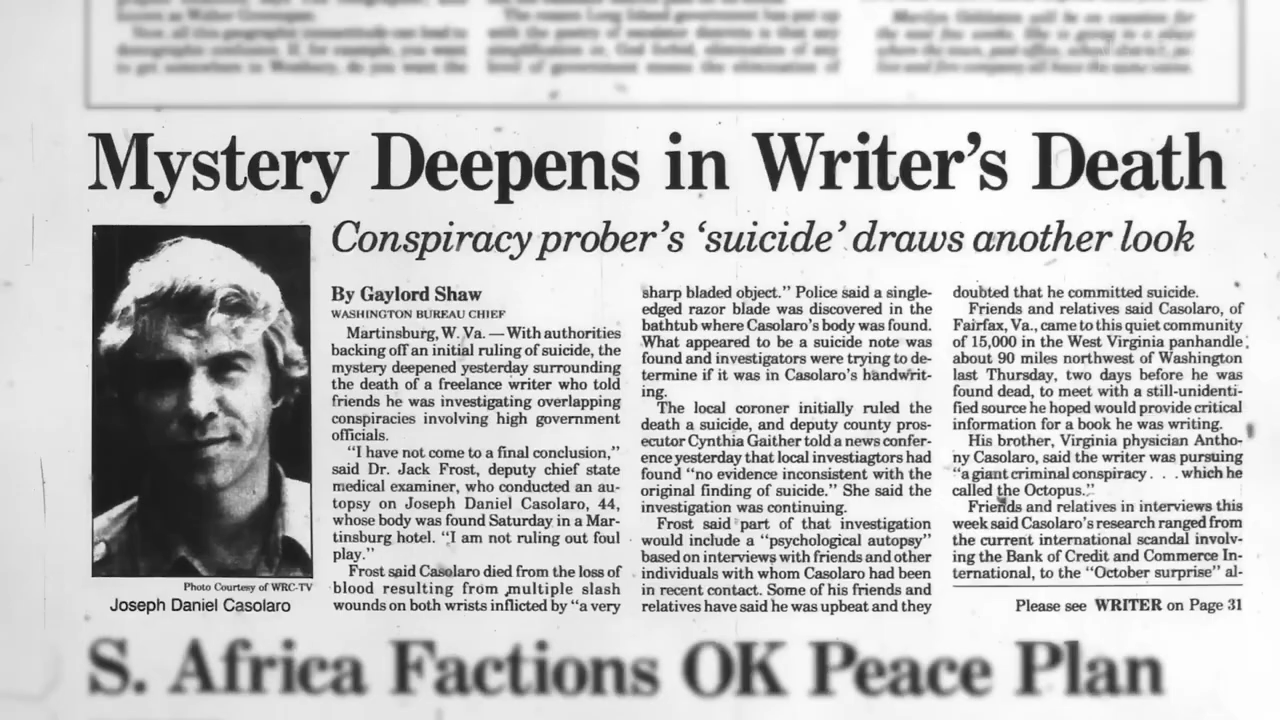 Mystery Deepens in Writer's Death
Conspiracy prober's 'suicide' draws another look
Photo Courtesy of WRC-TV
Joseph Daniel Casolaro
By Gaylord Shaw
WASHINGTON BUREAU CHIEF
Martinsburg, W. Va. — With authorities
backing off an initial ruling of suicide, the
mystery deepened yesterday surrounding
the death of a freelance writer who told
friends he was investigating overlapping
conspiracies involving high government
officials.
"I have not come to a final conclusion,"
said Dr. Jack Frost, deputy chief state
medical examiner, who conducted an au-
topsy on Joseph Daniel Casolaro, 44,
whose body was found Saturday in a Mar-
tinsburg hotel. "I am not ruling out foul
play."
Frost said Casolaro died from the loss of
blood resulting from multiple slash
wounds on both wrists inflicted by "a very
sharp bladed object." Police said a single-
edged razor blade was discovered in the
bathtub where Casolaro's body was found.
What appeared to be a suicide note was
found and investigators were trying to de-
termine if it was in Casolaro's handwrit-
ing.
The local coroner initially ruled the
death a suicide, and deputy county pros-
ecutor Cynthia Gaither told a news confer-
ence yesterday that local investiagtors had
found "no evidence inconsistent with the
original finding of suicide." She said the
investigation was continuing.
Frost said part of that investigation
would include a "psychological autopsy"
based on interviews with friends and other
individuals with whom Casolaro had been
in recent contact. Some of his friends and
relatives have said he was upbeat and they
doubted that he committed suicide.
Friends and relatives said Casolaro, of
Fairfax, Va., came to this quiet community
of 15,000 in the West Virginia panhandle
about 90 miles northwest of Washington
last Thursday, two days before he was
found dead, to meet with a still-unidenti-
fied source he hoped would provide critical
information for a book he was writing.
His brother, Virginia physician Antho-
ny Casolaro, said the writer was pursuing
"a giant criminal conspiracy . . . which he
called the Octopus."
Friends and relatives in interviews this
week said Casolaro's research ranged from
the current international scandal involv-
ing the Bank of Credit and Commerce In-
ternational, to the "October surprise" al-
Please see WRITER on Page 31
S. Africa Factions OK Peace Plan